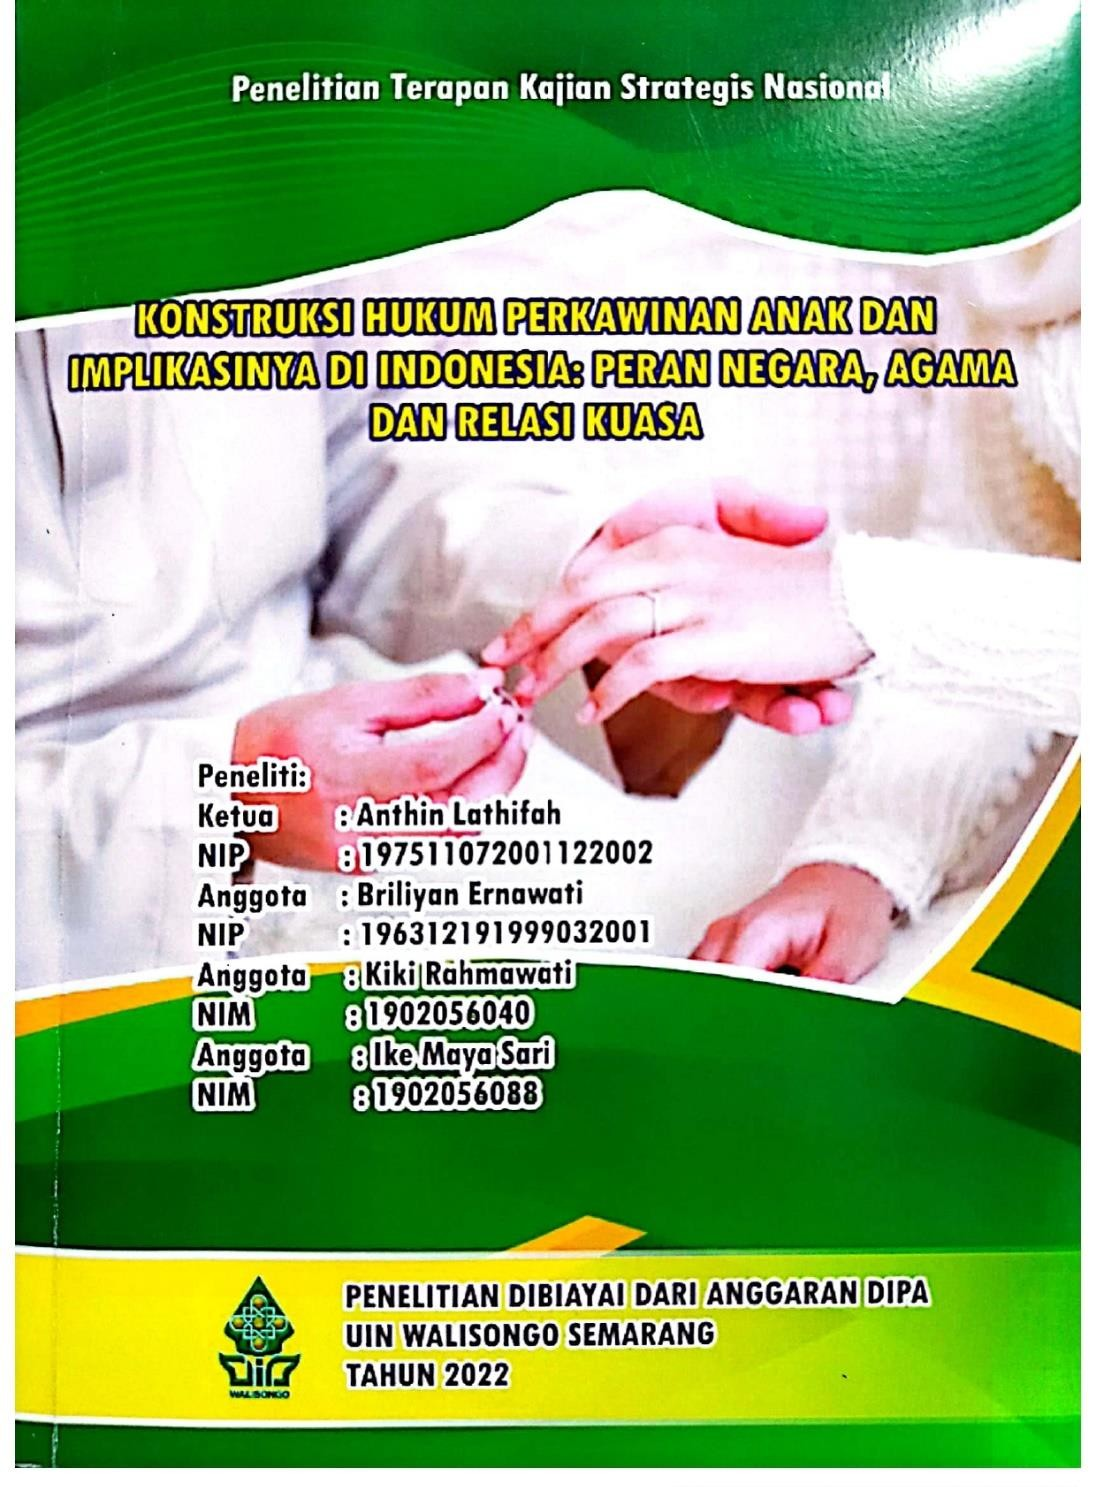 Penelitian Terapan Kajian Strategis Nasional
KONSTRUKSI HUKUM PERKAWINAN ANAK DAN
IMPLIKASINYA DI INDONESIA: PERAN NEGARA, AGAMA
DAN RELASI KUASA
Peneliti:
Ketua : Anthin Lathifah
NIP : 197511072001122002
Anggota : Briliyan Ernawati
NIP : 196312191999032001
Anggota : Kiki Rahmawati
NIM : 1902056040
Anggota : Ike Maya Sari
NIM : 1902056088
PENELITIAN DIBIAYAI DARI ANGGARAN DIPA
UIN WALISONGO SEMARANG
TAHUN 2022
UIN
WALISONGO